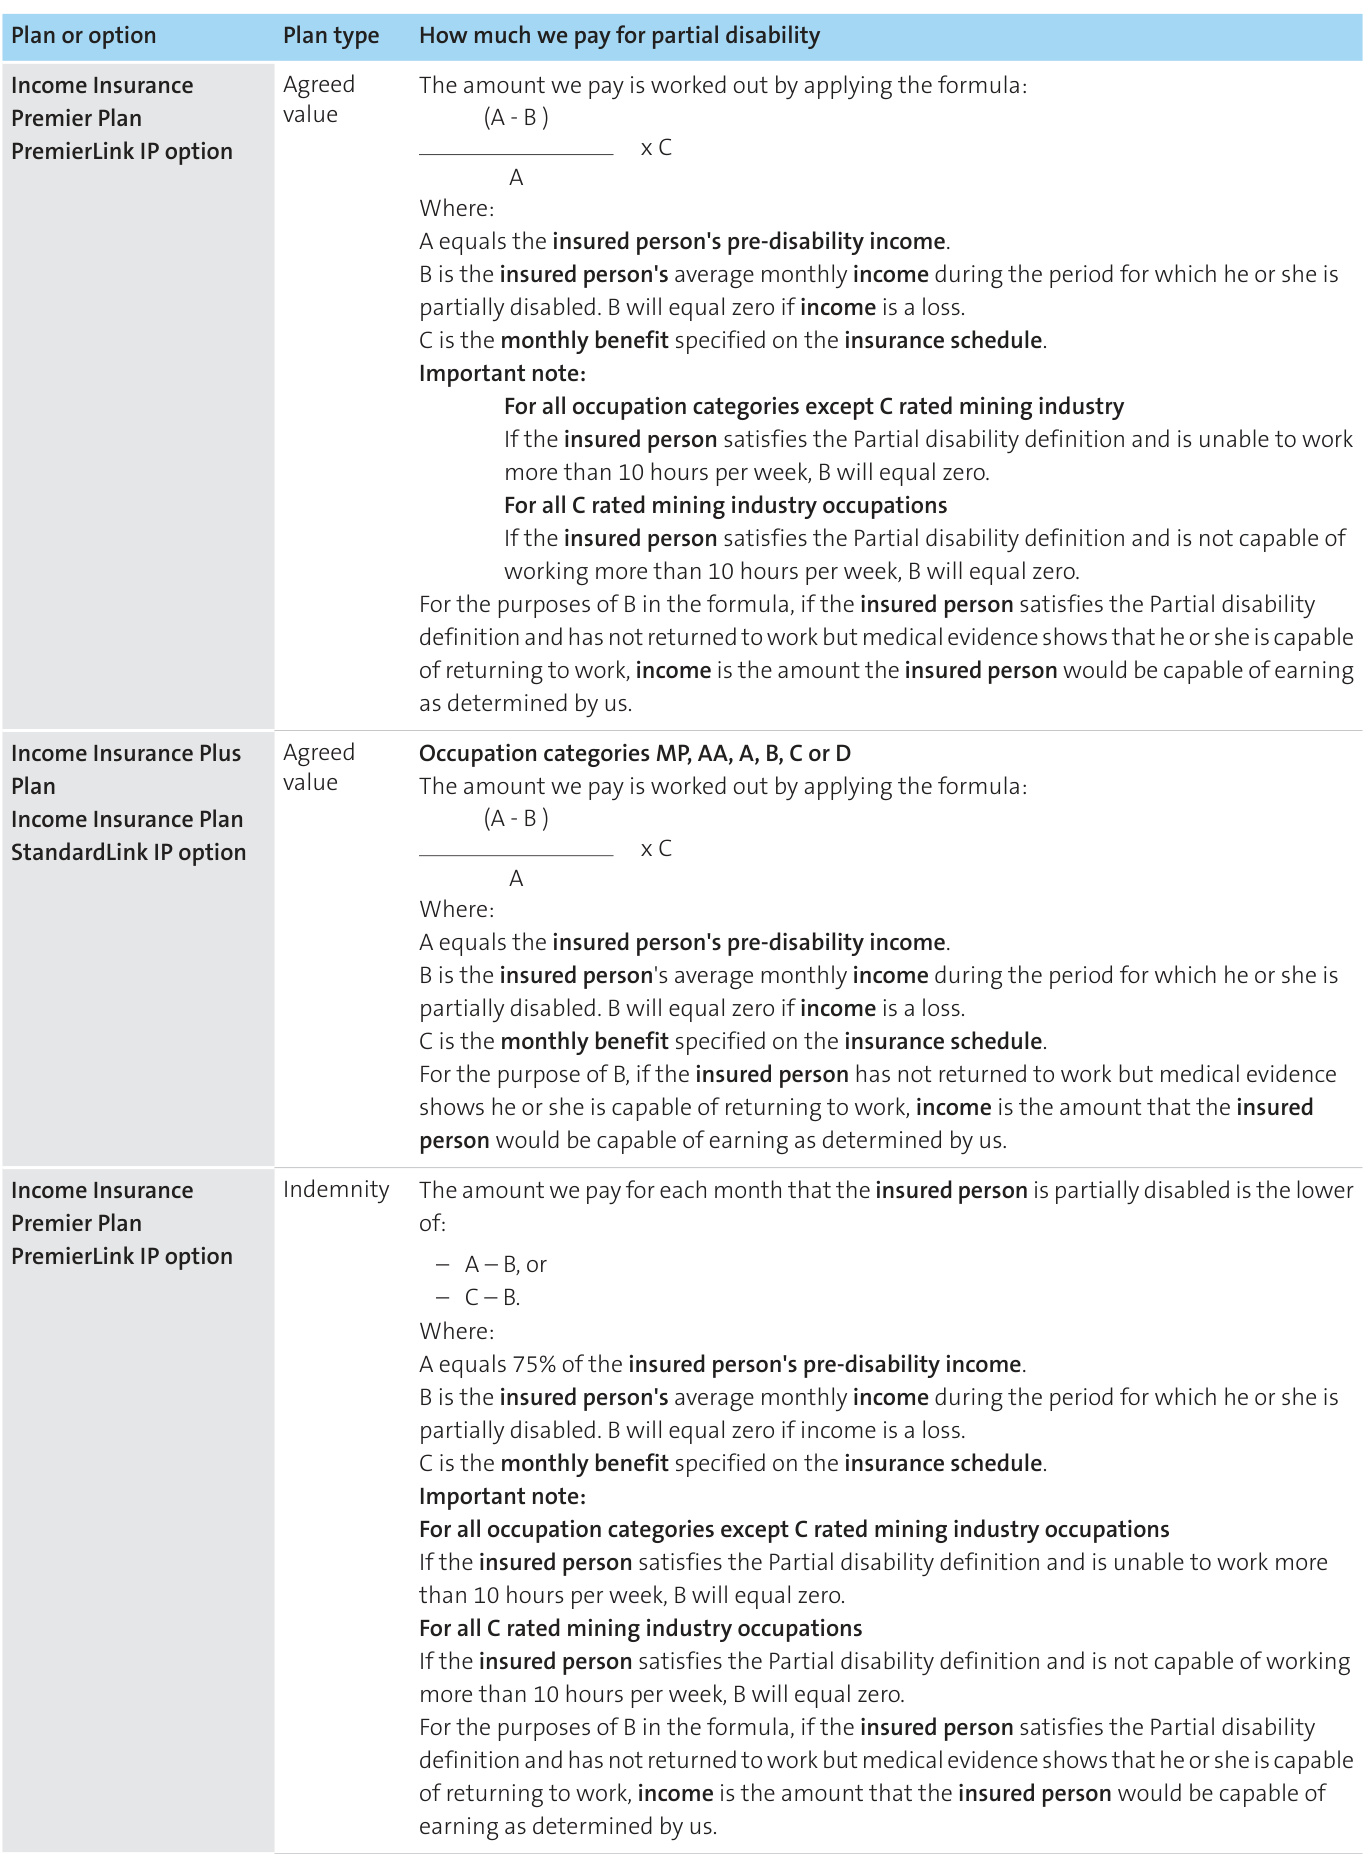 Plan or option Plan type How much we pay for partial disability
Income Insurance
Premier Plan
PremierLink IP option
Agreed
value
The amount we pay is worked out by applying the formula:
(A - B )
x C
A
Where:
A equals the insured person's pre-disability income.
B is the insured person's average monthly income during the period for which he or she is
partially disabled. B will equal zero if income is a loss.
C is the monthly benefit specified on the insurance schedule.
Important note:
For all occupation categories except C rated mining industry
If the insured person satisfies the Partial disability definition and is unable to work
more than 10 hours per week, B will equal zero.
For all C rated mining industry occupations
If the insured person satisfies the Partial disability definition and is not capable of
working more than 10 hours per week, B will equal zero.
For the purposes of B in the formula, if the insured person satisfies the Partial disability
definition and has not returned to work but medical evidence shows that he or she is capable
of returning to work, income is the amount the insured person would be capable of earning
as determined by us.
Income Insurance Plus
Plan
Income Insurance Plan
StandardLink IP option
Agreed
value
Occupation categories MP, AA, A, B, C or D
The amount we pay is worked out by applying the formula:
(A - B )
x C
A
Where:
A equals the insured person's pre-disability income.
B is the insured person's average monthly income during the period for which he or she is
partially disabled. B will equal zero if income is a loss.
C is the monthly benefit specified on the insurance schedule.
For the purpose of B, if the insured person has not returned to work but medical evidence
shows he or she is capable of returning to work, income is the amount that the insured
person would be capable of earning as determined by us.
Income Insurance
Premier Plan
PremierLink IP option
Indemnity
The amount we pay for each month that the insured person is partially disabled is the lower
of:
– A – B, or
– C – B.
Where:
A equals 75% of the insured person's pre-disability income.
B is the insured person's average monthly income during the period for which he or she is
partially disabled. B will equal zero if income is a loss.
C is the monthly benefit specified on the insurance schedule.
Important note:
For all occupation categories except C rated mining industry occupations
If the insured person satisfies the Partial disability definition and is unable to work more
than 10 hours per week, B will equal zero.
For all C rated mining industry occupations
If the insured person satisfies the Partial disability definition and is not capable of working
more than 10 hours per week, B will equal zero.
For the purposes of B in the formula, if the insured person satisfies the Partial disability
definition and has not returned to work but medical evidence shows that he or she is capable
of returning to work, income is the amount that the insured person would be capable of
earning as determined by us.